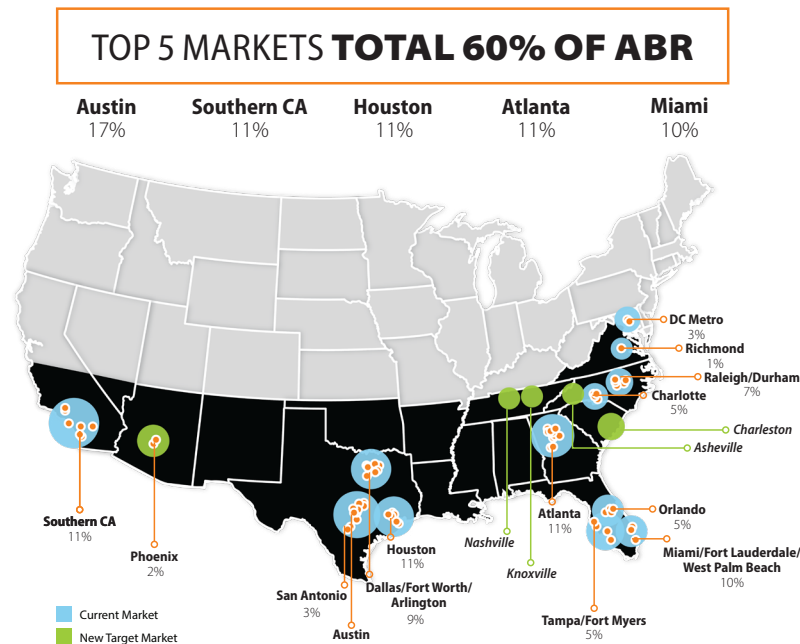 TOP 5 MARKETS TOTAL 60% OF ABR
Austin
17%
Southern CA
11%
Houston
11%
Atlanta
11%
Miami
10%
DC Metro
3%
Richmond
1%
Raleigh/Durham
7%
Charlotte
5%
Charleston
Asheville
Southern CA
11%
Phoenix
2%
Nashville
Knoxville
Atlanta
11%
Orlando
5%
Miami/Fort Lauderdale/
West Palm Beach
10%
Houston
11%
San Antonio
3%
Dallas/Fort Worth/
Arlington
9%
Austin
Tampa/Fort Myers
5%
Current Market
New Target Market